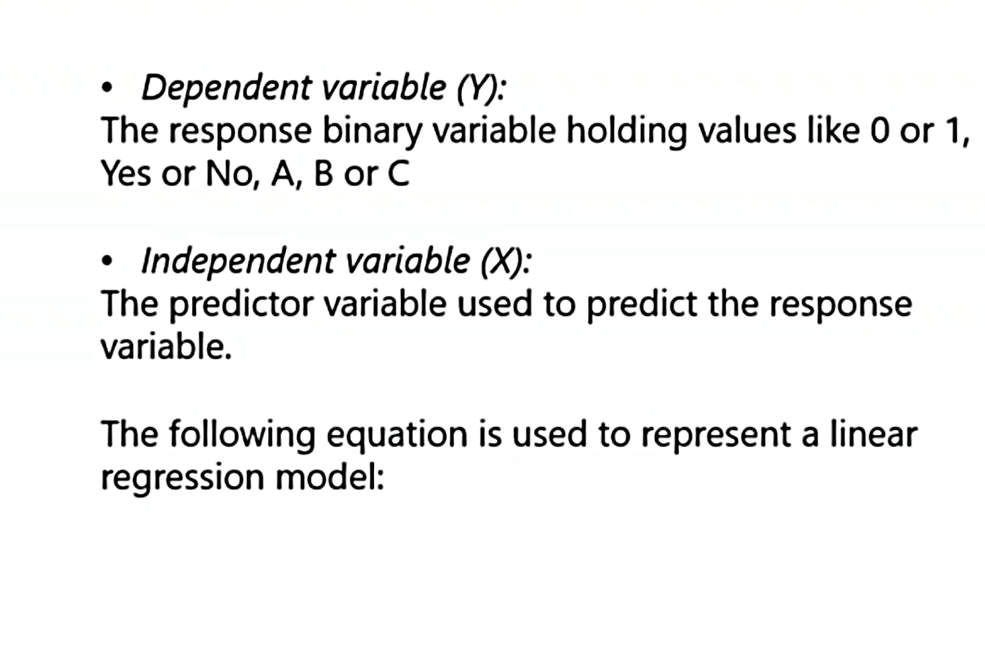 • Dependent variable (Y):
The response binary variable holding values like 0 or 1,
Yes or No, A, B or C
• Independent variable (X):
The predictor variable used to predict the response
variable.
The following equation is used to represent a linear
regression model: